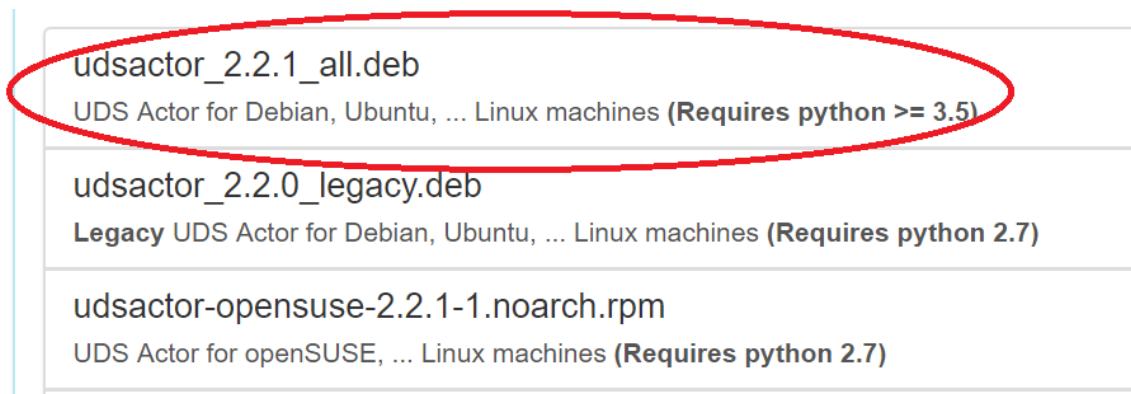 udsactor_2.2.1_all.deb
UDS Actor for Debian, Ubuntu, ... Linux machines (Requires python >= 3.5)
udsactor_2.2.0_legacy.deb
Legacy UDS Actor for Debian, Ubuntu, ... Linux machines (Requires python 2.7)
udsactor-opensuse-2.2.1-1.noarch.rpm
UDS Actor for openSUSE, ... Linux machines (Requires python 2.7)